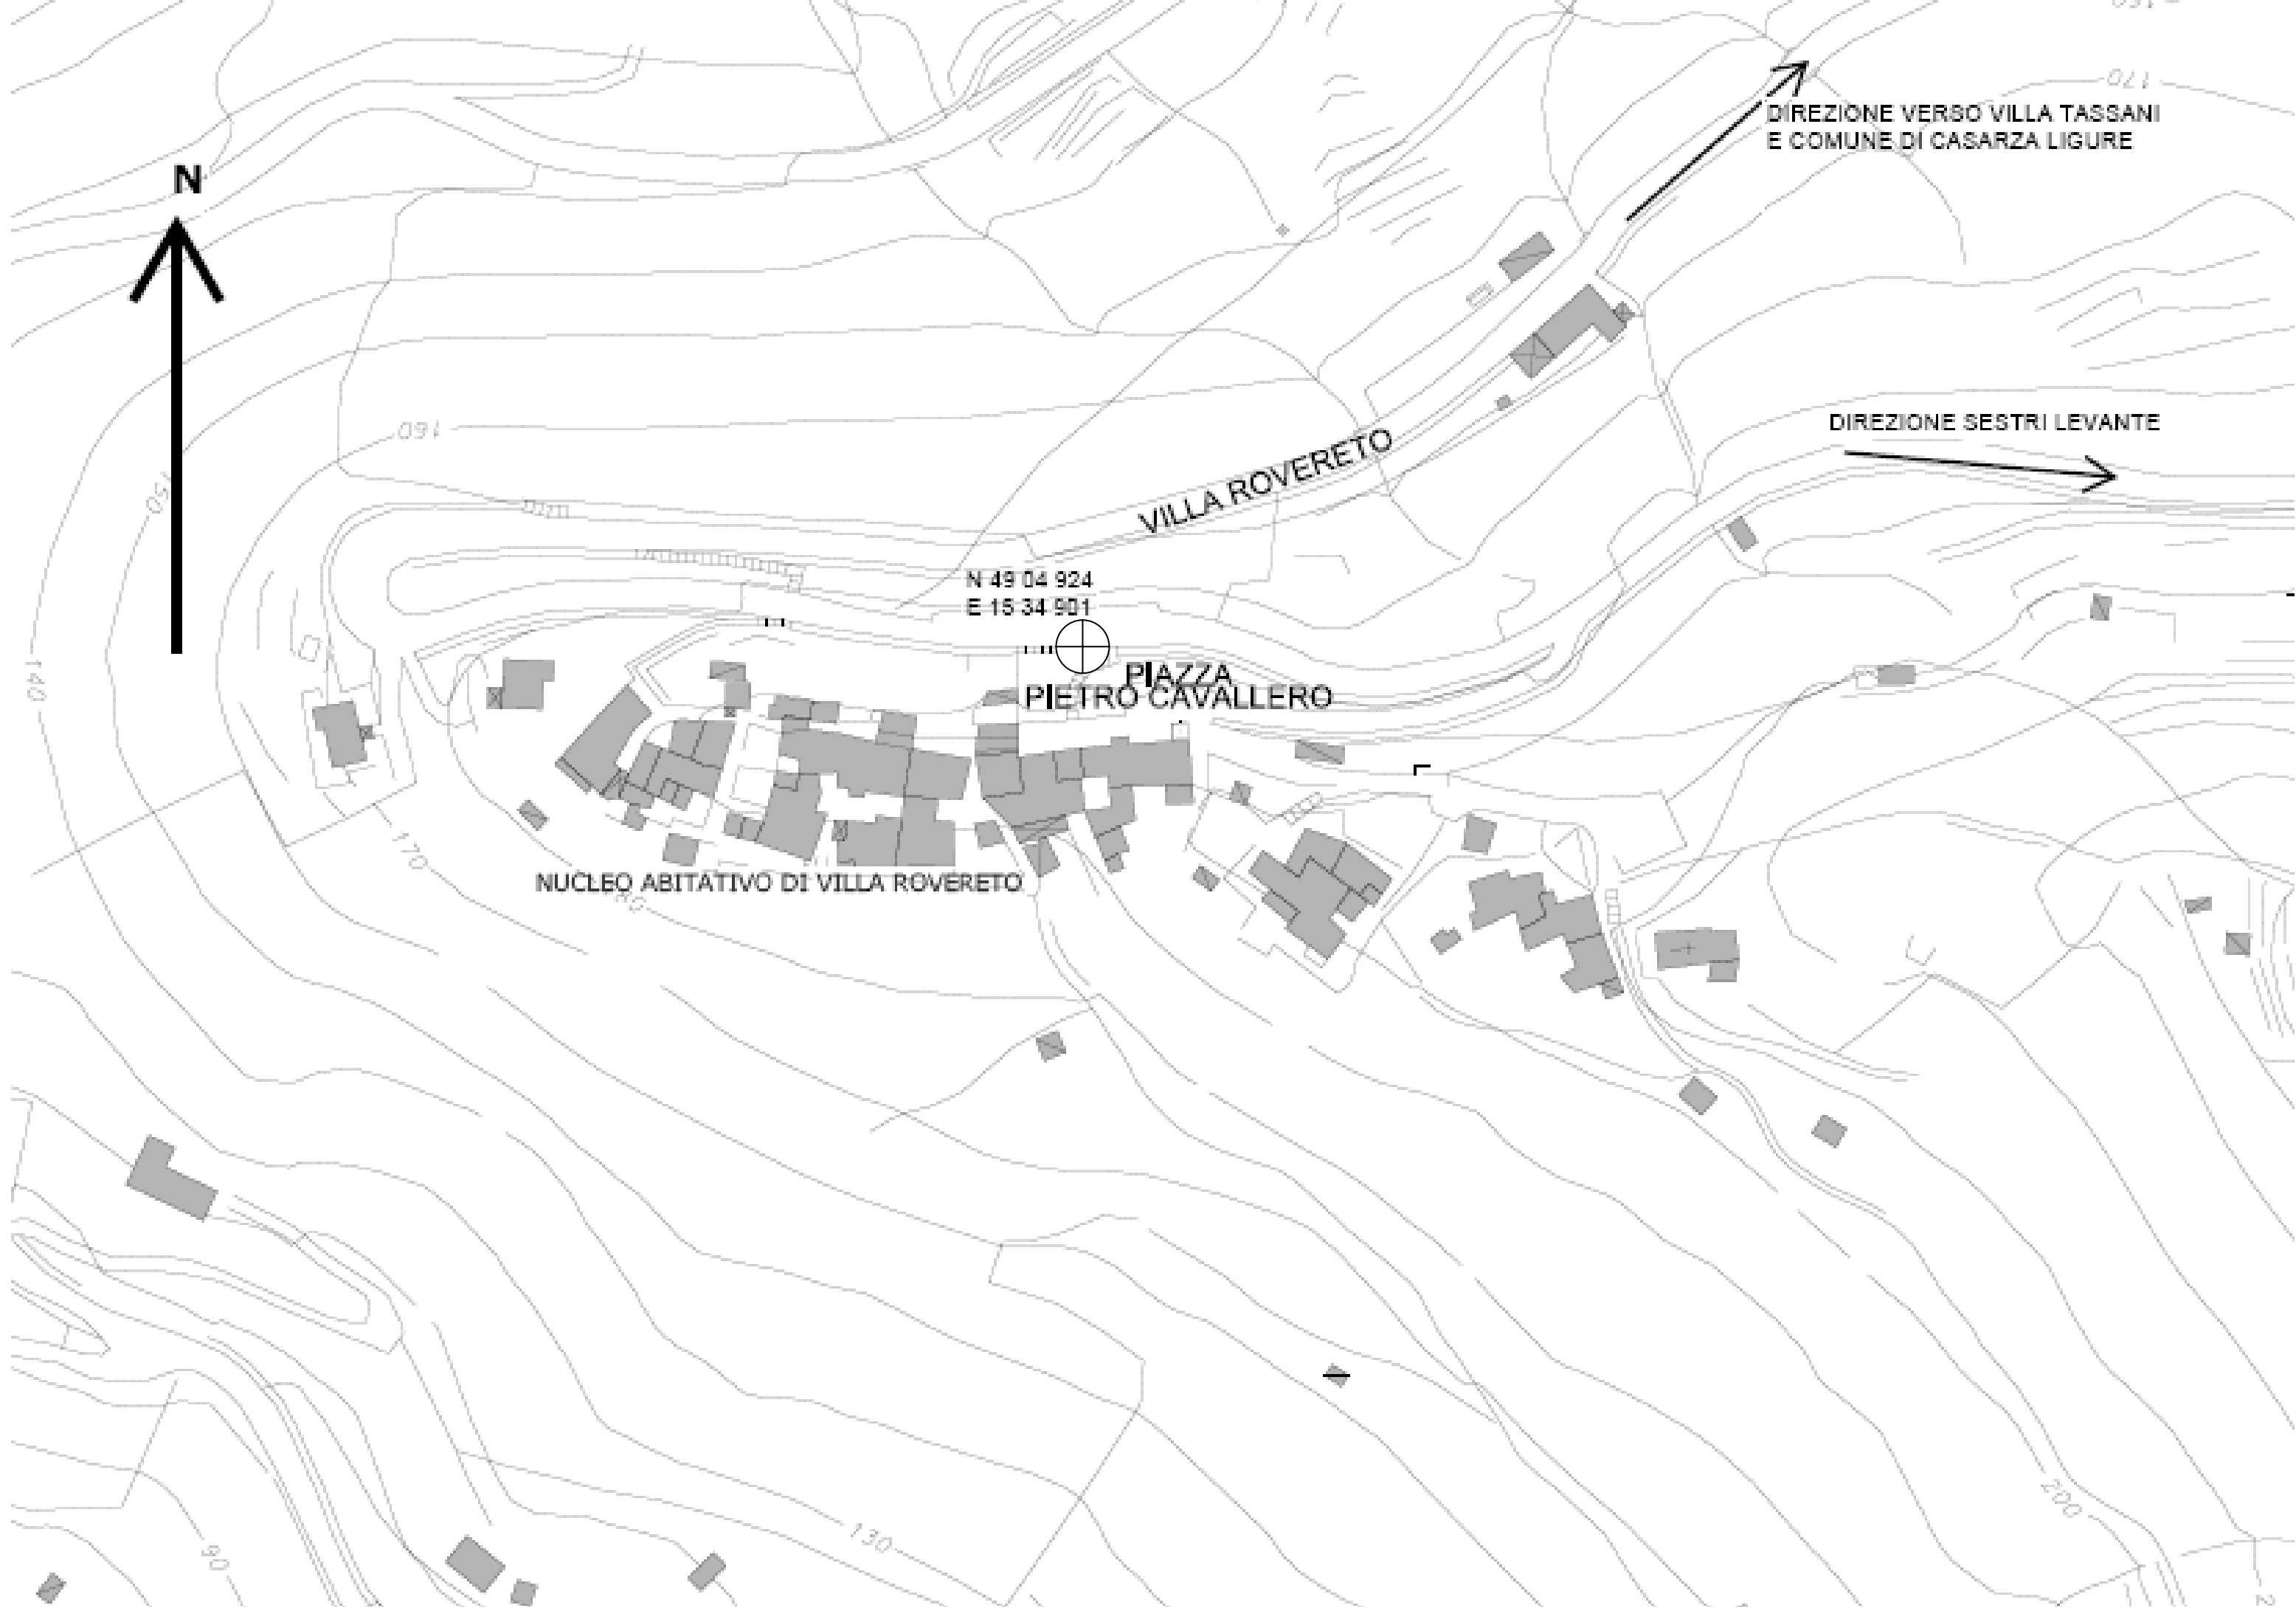 170
N
DIREZIONE VERSO VILLA TASSANI
E COMUNE DI CASARZA LIGURE
DIREZIONE SESTRI LEVANTE
160
VILLA ROVERETO
150
N 49 04 924
E 15 34 901
140
PIAZZA
PIETRO CAVALLERO
170
NUCLEO ABITATIVO DI VILLA ROVERETO
200
130
90